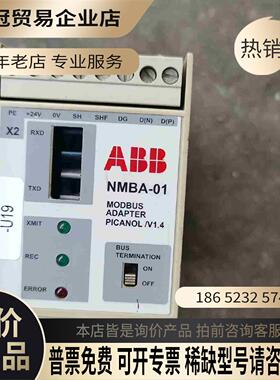 冠贸易企业店
热销
年老店 专业诚信
PE +24V 0V SH SHF DG D(N) D(P)
X2
RXD
TXD
ABB
NMBA-01
MODBUS
ADAPTER
PICANOL /V1.4
-U19
XMIT
REC
ERROR
BUS
TERMINATION
ON
OFF
价
品
186 5232 574
本店皆是询价产品 拍前咨询客服
普票免费 可开专票 稀缺型号请咨